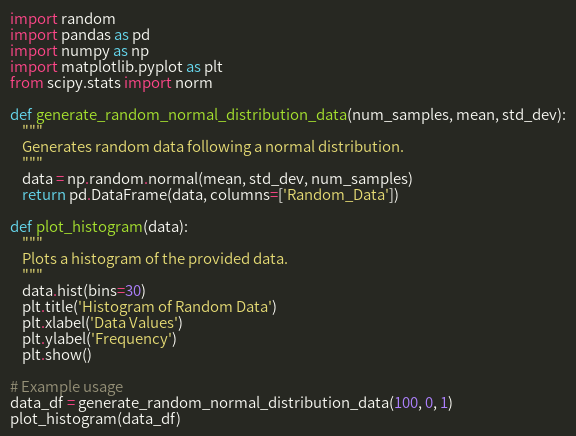 import random
import pandas as pd
import numpy as np
import matplotlib.pyplot as plt
from scipy.stats import norm

def generate_random_normal_distribution_data(num_samples, mean, std_dev):
    """
    Generates random data following a normal distribution.
    """
    data = np.random.normal(mean, std_dev, num_samples)
    return pd.DataFrame(data, columns=['Random_Data'])

def plot_histogram(data):
    """
    Plots a histogram of the provided data.
    """
    data.hist(bins=30)
    plt.title('Histogram of Random Data')
    plt.xlabel('Data Values')
    plt.ylabel('Frequency')
    plt.show()

# Example usage
data_df = generate_random_normal_distribution_data(100, 0, 1)
plot_histogram(data_df)